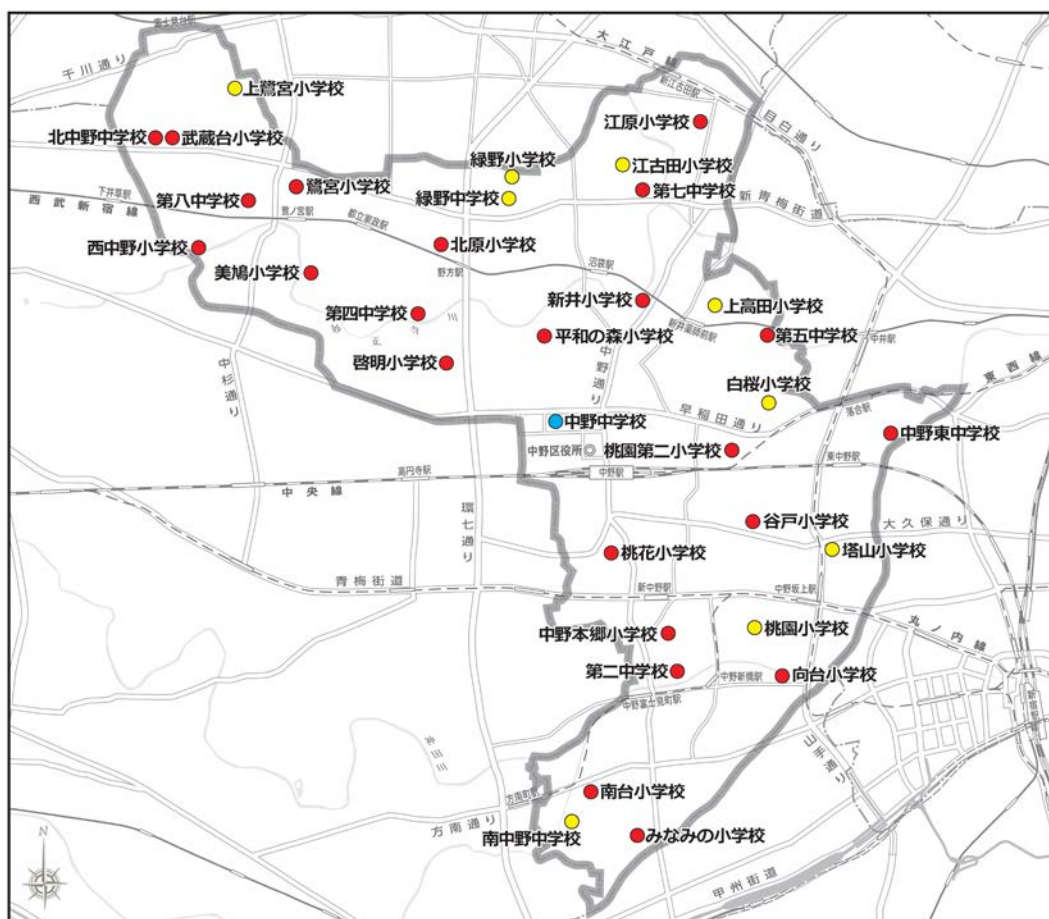 富士見台駅
千川通り
大江戸線
上鷺宮小学校
新江古田駅
目白通り
江原小学校
北中野中学校
武蔵台小学校
緑野小学校
江古田小学校
鷺宮小学校
緑野中学校
第七中学校
下井草駅
西武新宿線
第八中学校
新青梅街道
鷺ノ宮駅
都立家政駅
西中野小学校
北原小学校
野方駅
沼袋駅
美鳩小学校
新井小学校
上高田小学校
第四中学校
妙正寺川
新井薬師前駅
平和の森小学校
第五中学校
中井駅
中野通り
啓明小学校
中杉通り
白桜小学校
東西線
早稲田通り
落合駅
中野中学校
中野東中学校
中野区役所
桃園第二小学校
高円寺駅
中野駅
東中野駅
中央線
環七通り
谷戸小学校
大久保通り
桃花小学校
塔山小学校
青梅街道
新中野駅
中野坂上駅
中野本郷小学校
桃園小学校
丸ノ内線
第二中学校
中野新橋駅
向台小学校
中野富士見町駅
山手通り
南台小学校
方南町駅
方南通り
南中野中学校
みなみの小学校
甲州街道
N